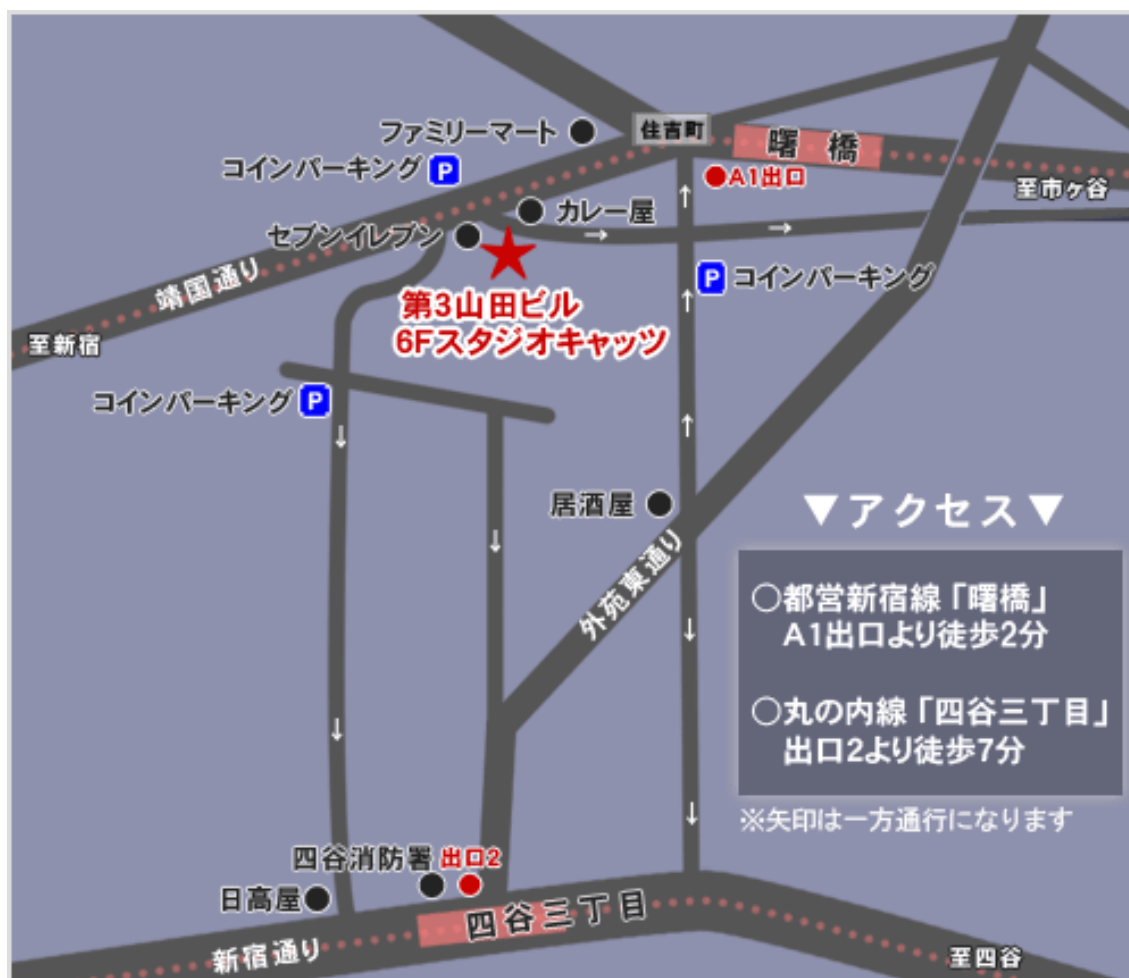 ファミリーマート
住吉町
曙橋
コインパーキング P
A1出口
至市ヶ谷
カレー屋
セブンイレブン
靖国通り
P コインパーキング
第3山田ビル
6Fスタジオキャッツ
至新宿
コインパーキング P
居酒屋
外苑東通り
▼アクセス▼
○都営新宿線「曙橋」
A1出口より徒歩2分
○丸の内線「四谷三丁目」
出口2より徒歩7分
※矢印は一方通行になります
四谷消防署
出口2
日高屋
四谷三丁目
新宿通り
至四谷